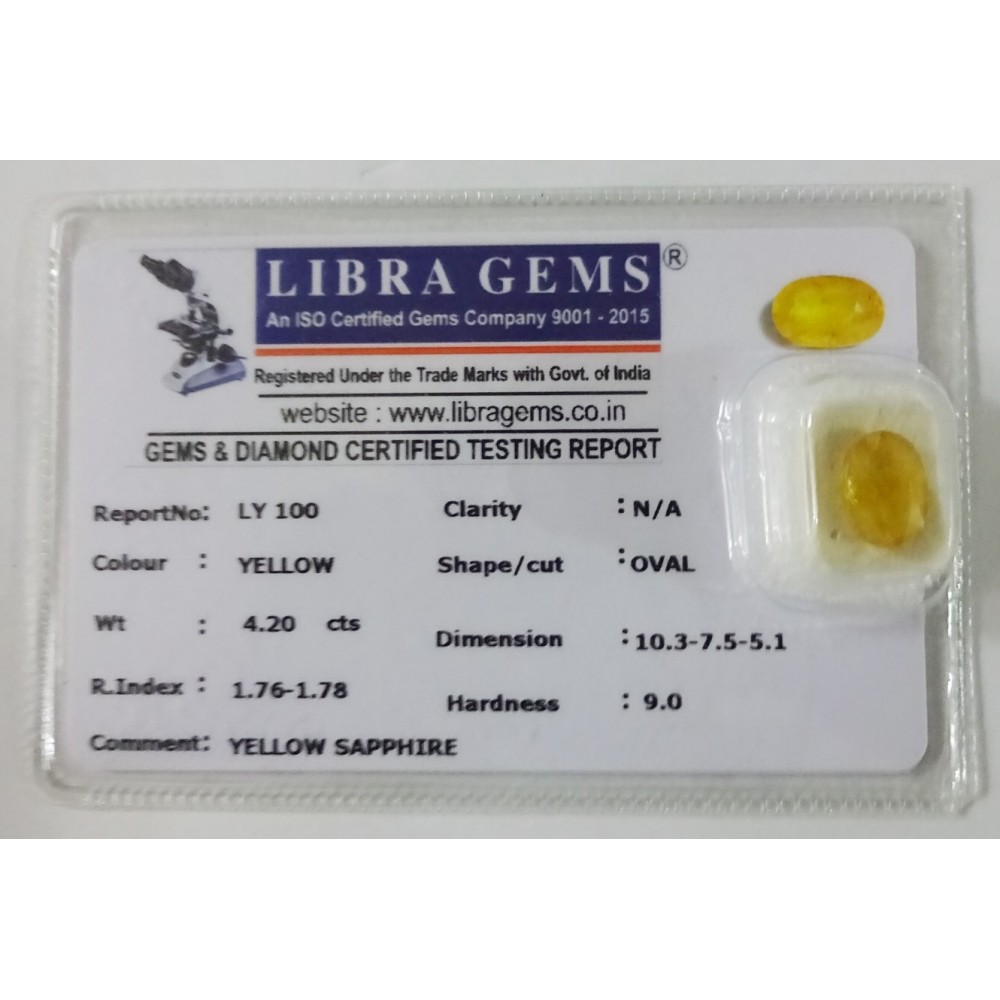 LIBRA GEMS ®
An ISO Certified Gems Company 9001 - 2015
Registered Under the Trade Marks with Govt. of India
website : www.libragems.co.in
GEMS & DIAMOND CERTIFIED TESTING REPORT
ReportNo: LY 100 Clarity : N/A
Colour : YELLOW Shape/cut : OVAL
Wt : 4.20 cts Dimension : 10.3-7.5-5.1
R.Index : 1.76-1.78 Hardness : 9.0
Comment: YELLOW SAPPHIRE